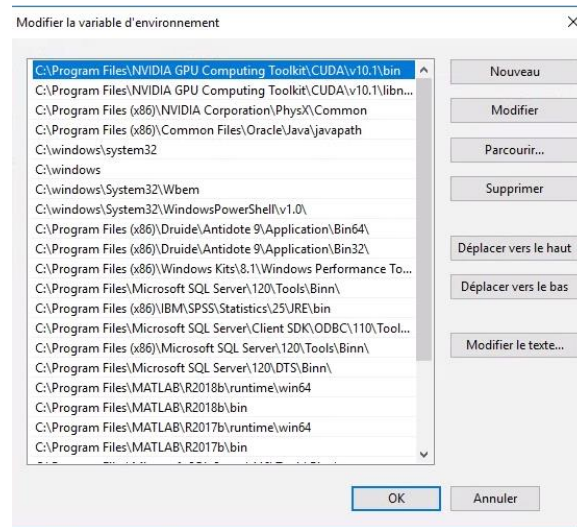 Modifier la variable d'environnement
C:\Program Files\NVIDIA GPU Computing Toolkit\CUDA\v10.1\bin
C:\Program Files\NVIDIA GPU Computing Toolkit\CUDA\v10.1\libn...
C:\Program Files (x86)\NVIDIA Corporation\PhysX\Common
C:\Program Files (x86)\Common Files\Oracle\Java\javapath
C:\windows\system32
C:\windows
C:\windows\System32\Wbem
C:\windows\System32\WindowsPowerShell\v1.0\
C:\Program Files (x86)\Druide\Antidote 9\Application\Bin64\
C:\Program Files (x86)\Druide\Antidote 9\Application\Bin32\
C:\Program Files (x86)\Windows Kits\8.1\Windows Performance To...
C:\Program Files\Microsoft SQL Server\120\Tools\Binn\
C:\Program Files (x86)\IBM\SPSS\Statistics\25\JRE\bin
C:\Program Files\Microsoft SQL Server\Client SDK\ODBC\110\Tool...
C:\Program Files (x86)\Microsoft SQL Server\120\Tools\Binn\
C:\Program Files\Microsoft SQL Server\120\DTS\Binn\
C:\Program Files\MATLAB\R2018b\runtime\win64
C:\Program Files\MATLAB\R2018b\bin
C:\Program Files\MATLAB\R2017b\runtime\win64
C:\Program Files\MATLAB\R2017b\bin
Nouveau
Modifier
Parcourir...
Supprimer
Déplacer vers le haut
Déplacer vers le bas
Modifier le texte...
OK
Annuler